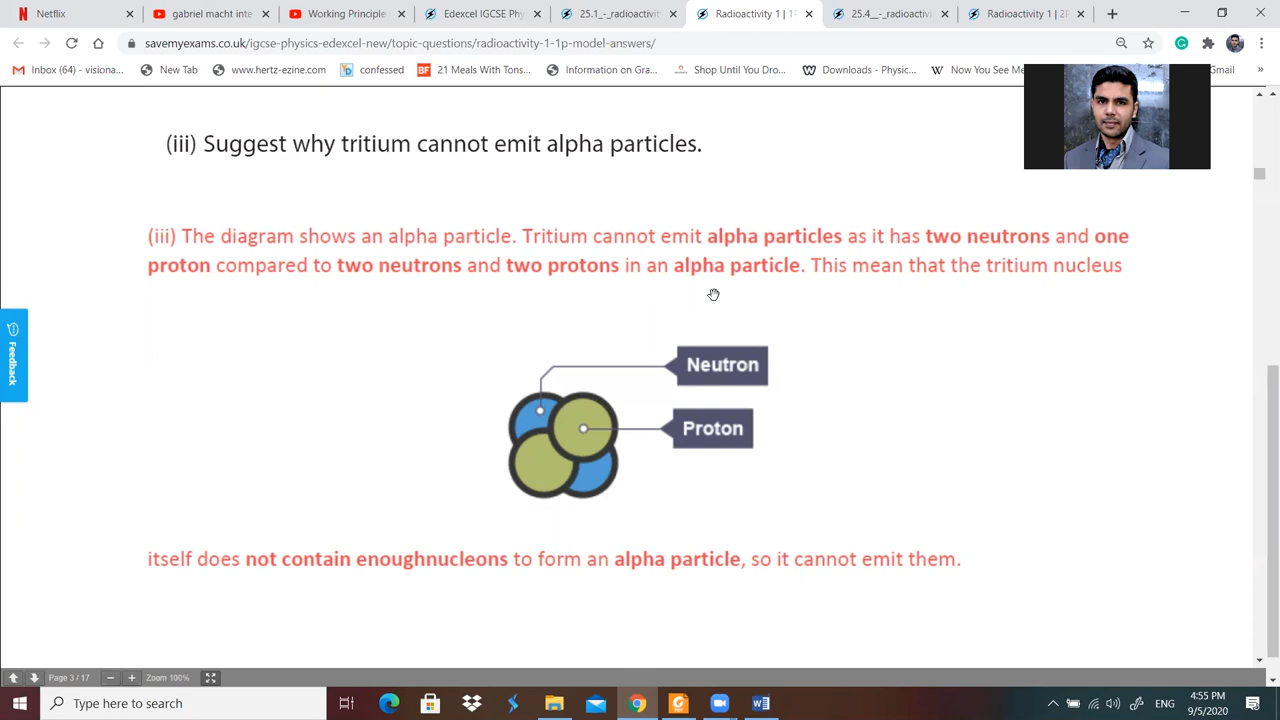 Netflix
gabriel macht inte
Working Principle
Edexcel IGCSE Phy
25.1_-_radioactivity
Radioactivity 1 | 1P
25.4__-_radioactivi
Radioactivity 1 | 2P
savemyexams.co.uk/igcse-physics-edexcel-new/topic-questions/radioactivity-1-1p-model-answers/
Inbox (64) - visiona...
New Tab
www.hertz-ezine.com
confessed
BF 21 Meals With Tons...
Information on Gra...
Shop Until You Dro...
Downloads - Physic...
Now You See Me
Gmail
(iii) Suggest why tritium cannot emit alpha particles.
(iii) The diagram shows an alpha particle. Tritium cannot emit alpha particles as it has two neutrons and one
proton compared to two neutrons and two protons in an alpha particle. This mean that the tritium nucleus
Feedback
Neutron
Proton
itself does not contain enoughnucleons to form an alpha particle, so it cannot emit them.
Page 3 / 17
Zoom 100%
Type here to search
ENG
4:55 PM
9/5/2020